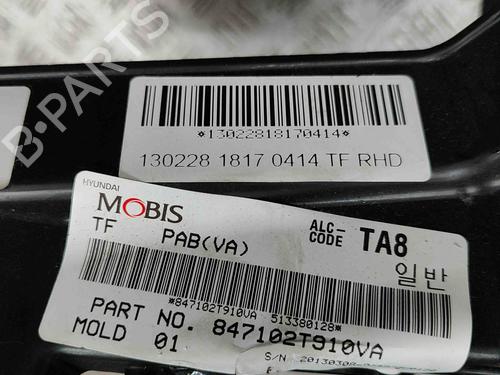 *13022818170414*
130228 1817 0414 TF RHD
HYUNDAI
MOBIS
ALC-CODE TA8
TF PAB(VA)
일반
*847102T910VA 513380128*
PART NO. 847102T910VA
MOLD 01
S/N